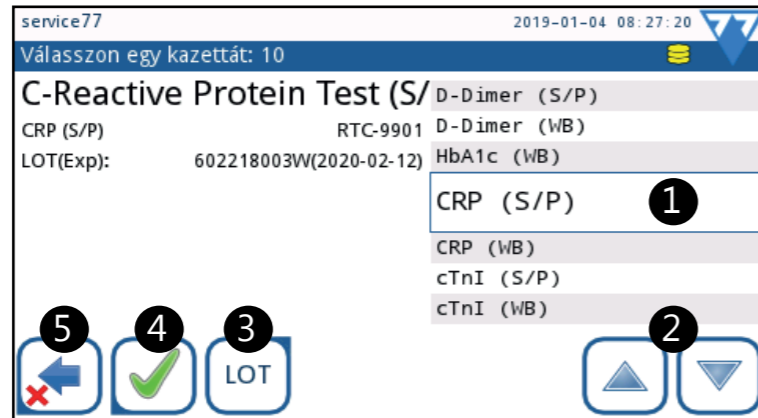 service77
2019-01-04 08:27:20
77
Válasszon egy kazettát: 10
C-Reactive Protein Test (S/
CRP (S/P)
RTC-9901
LOT(Exp):
602218003W(2020-02-12)
D-Dimer (S/P)
D-Dimer (WB)
HbA1c (WB)
CRP (S/P)
1
CRP (WB)
cTnI (S/P)
cTnI (WB)
5
4
3
2
LOT